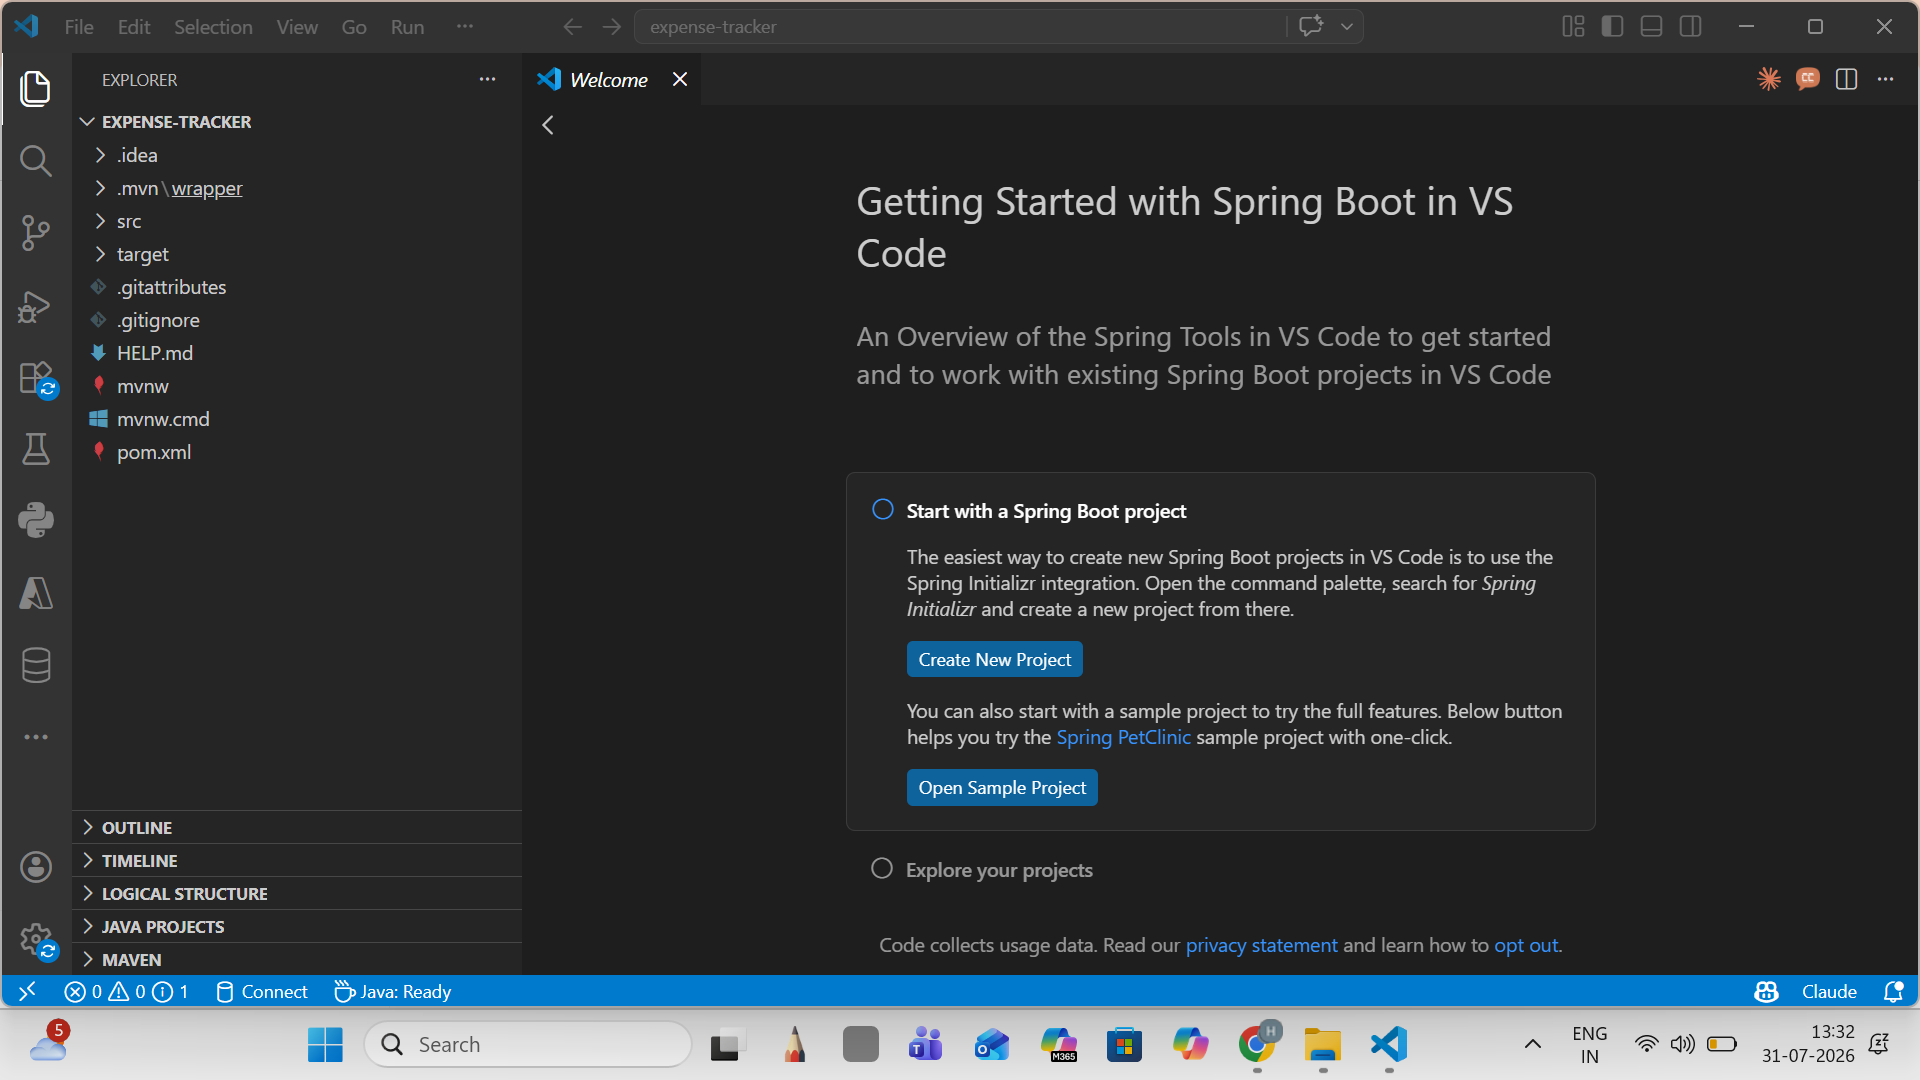 File Edit Selection View Go Run ···
expense-tracker
EXPLORER
Welcome
CC
EXPENSE-TRACKER
.idea
.mvn\wrapper
src
target
.gitattributes
.gitignore
HELP.md
mvnw
mvnw.cmd
pom.xml
OUTLINE
TIMELINE
LOGICAL STRUCTURE
JAVA PROJECTS
MAVEN
Getting Started with Spring Boot in VS
Code
An Overview of the Spring Tools in VS Code to get started
and to work with existing Spring Boot projects in VS Code
Start with a Spring Boot project
The easiest way to create new Spring Boot projects in VS Code is to use the
Spring Initializr integration. Open the command palette, search for Spring
Initializr and create a new project from there.
Create New Project
You can also start with a sample project to try the full features. Below button
helps you try the Spring PetClinic sample project with one-click.
Open Sample Project
Explore your projects
Code collects usage data. Read our privacy statement and learn how to opt out.
0 0 1 Connect Java: Ready
Claude
5
Search
T
O
M365
H
ENG
IN
13:32
31-07-2026